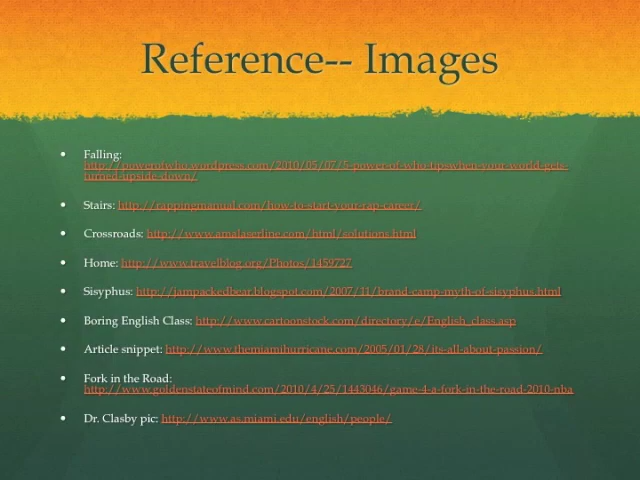 Reference-- Images
Falling:
http://powerofwho.wordpress.com/2010/05/07/5-power-of-who-tipswhen-your-world-gets-
turned-upside-down/
Stairs: http://rappingmanual.com/how-to-start-your-rap-career/
Crossroads: http://www.amalaserline.com/html/solutions.html
Home: http://www.travelblog.org/Photos/1459727
Sisyphus: http://jampackedbear.blogspot.com/2007/11/brand-camp-myth-of-sisyphus.html
Boring English Class: http://www.cartoonstock.com/directory/e/English_class.asp
Article snippet: http://www.themiamihurricane.com/2005/01/28/its-all-about-passion/
Fork in the Road:
http://www.goldenstateofmind.com/2010/4/25/1443046/game-4-a-fork-in-the-road-2010-nba
Dr. Clasby pic: http://www.as.miami.edu/english/people/